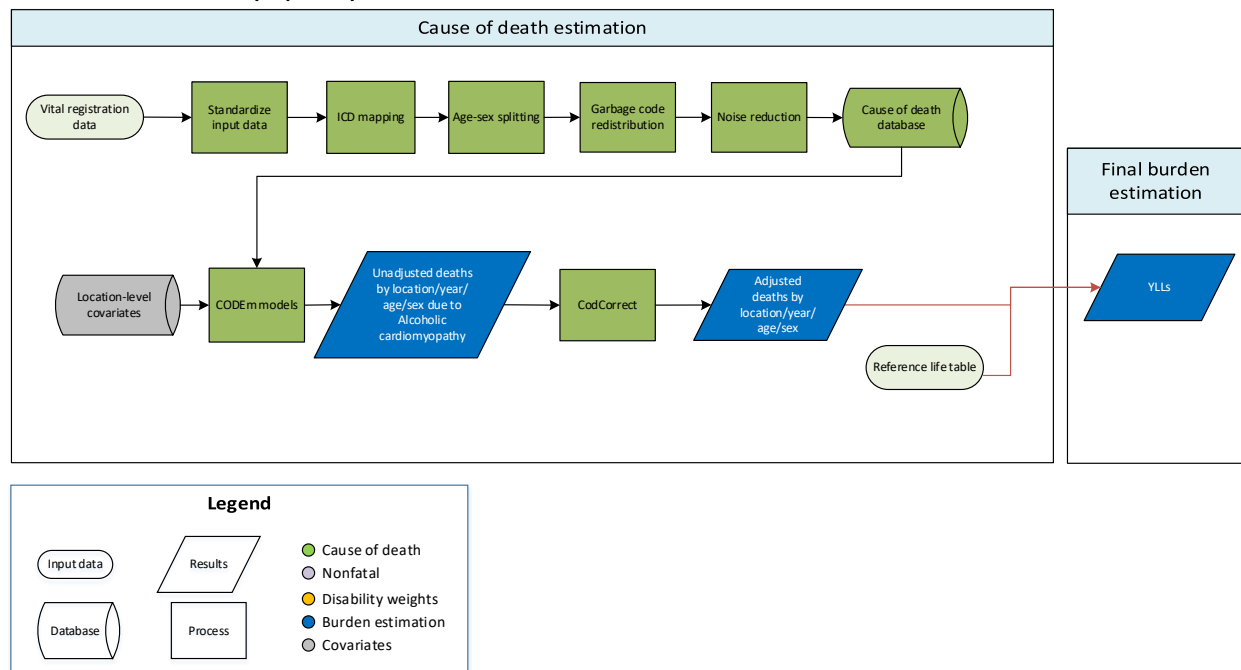 Cause of death estimation
Vital registration
data
Standardize
input data
ICD mapping
Age-sex splitting
Garbage code
redistribution
Noise reduction
Cause of death
database
Final burden
estimation
Location-level
covariates
CODEm models
Unadjusted deaths
by location/year/
age/sex due to
Alcoholic
cardiomyopathy
CodCorrect
Adjusted
deaths by
location/year/
age/sex
YLLs
Reference life table
Legend
Input data
Results
Database
Process
Cause of death
Nonfatal
Disability weights
Burden estimation
Covariates